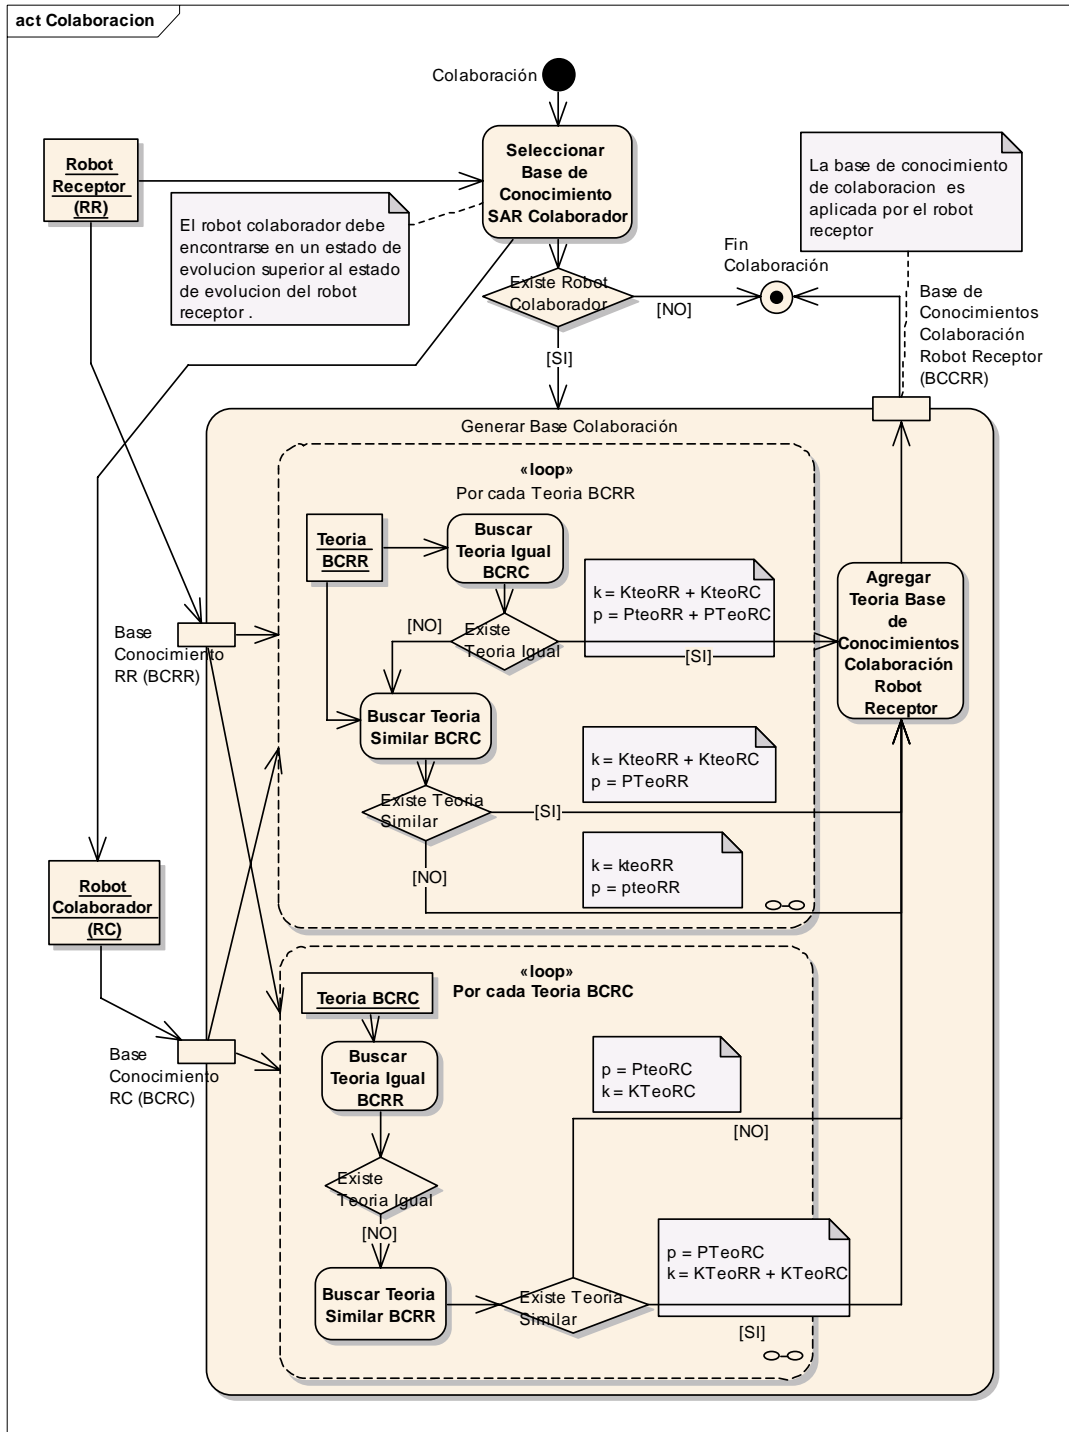 act Colaboracion
Colaboración
Robot
Receptor
(RR)
Seleccionar
Base de
Conocimiento
SAR Colaborador
La base de conocimiento
de colaboracion es
aplicada por el robot
receptor
El robot colaborador debe
encontrarse en un estado de
evolucion superior al estado
de evolucion del robot
receptor .
Fin
Colaboración
Existe Robot
Colaborador
[NO]
[SI]
Base de
Conocimientos
Colaboración
Robot Receptor
(BCCRR)
Generar Base Colaboración
«loop»
Por cada Teoria BCRR
Teoria
BCRR
Buscar
Teoria Igual
BCRC
k = KteoRR + KteoRC
p = PteoRR + PTeoRC
Agregar
Teoria Base
de
Conocimientos
Colaboración
Robot
Receptor
Base
Conocimiento
RR (BCRR)
[NO]
Existe
Teoria Igual
[SI]
Buscar Teoria
Similar BCRC
k = KteoRR + KteoRC
p = PTeoRR
Existe Teoria
Similar
[SI]
k = kteoRR
p = pteoRR
[NO]
Robot
Colaborador
(RC)
«loop»
Por cada Teoria BCRC
Teoria BCRC
Buscar
Teoria Igual
BCRR
Base
Conocimiento
RC (BCRC)
p = PteoRC
k = KTeoRC
[NO]
Existe
Teoria Igual
[NO]
p = PTeoRC
k = KTeoRR + KTeoRC
Buscar Teoria
Similar BCRR
Existe Teoria
Similar
[SI]